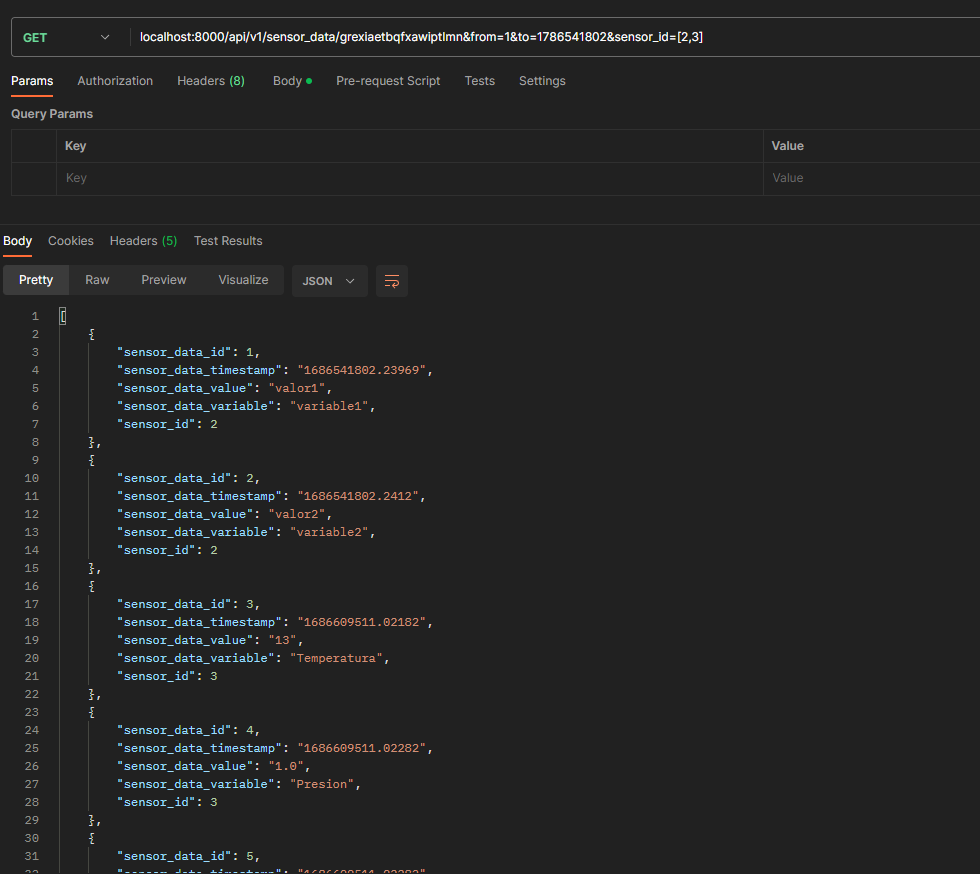 GET localhost:8000/api/v1/sensor_data/grexiaetbqfxawiptlmn&from=1&to=1786541802&sensor_id=[2,3]
Params Authorization Headers (8) Body Pre-request Script Tests Settings
Query Params
Key Value
Key Value
Body Cookies Headers (5) Test Results
Pretty Raw Preview Visualize JSON
1 [
2 {
3 "sensor_data_id": 1,
4 "sensor_data_timestamp": "1686541802.23969",
5 "sensor_data_value": "valor1",
6 "sensor_data_variable": "variable1",
7 "sensor_id": 2
8 },
9 {
10 "sensor_data_id": 2,
11 "sensor_data_timestamp": "1686541802.2412",
12 "sensor_data_value": "valor2",
13 "sensor_data_variable": "variable2",
14 "sensor_id": 2
15 },
16 {
17 "sensor_data_id": 3,
18 "sensor_data_timestamp": "1686609511.02182",
19 "sensor_data_value": "13",
20 "sensor_data_variable": "Temperatura",
21 "sensor_id": 3
22 },
23 {
24 "sensor_data_id": 4,
25 "sensor_data_timestamp": "1686609511.02282",
26 "sensor_data_value": "1.0",
27 "sensor_data_variable": "Presion",
28 "sensor_id": 3
29 },
30 {
31 "sensor_data_id": 5,